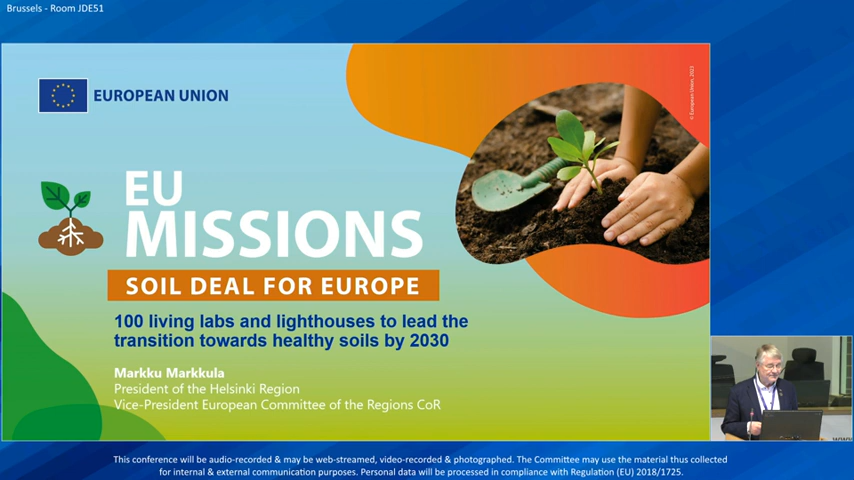 Brussels - Room JDE51
© European Union, 2023
EUROPEAN UNION
EU
MISSIONS
SOIL DEAL FOR EUROPE
100 living labs and lighthouses to lead the
transition towards healthy soils by 2030
Markku Markkula
President of the Helsinki Region
Vice-President European Committee of the Regions CoR
This conference will be audio-recorded & may be web-streamed, video-recorded & photographed. The Committee may use the material thus collected
for internal & external communication purposes. Personal data will be processed in compliance with Regulation (EU) 2018/1725.